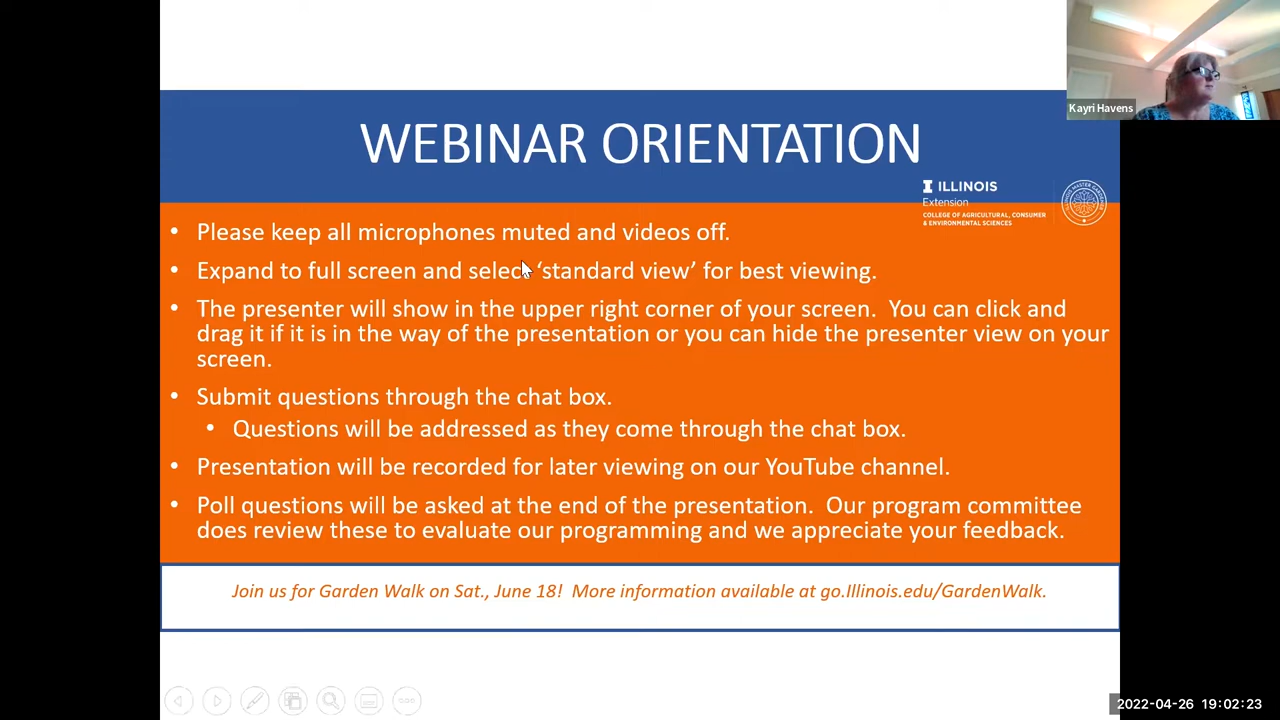 Kayri Havens
WEBINAR ORIENTATION
ILLINOIS
Extension
COLLEGE OF AGRICULTURAL, CONSUMER
& ENVIRONMENTAL SCIENCES
ILLINOIS MASTER GARDENER
• Please keep all microphones muted and videos off.
• Expand to full screen and select 'standard view' for best viewing.
• The presenter will show in the upper right corner of your screen. You can click and
drag it if it is in the way of the presentation or you can hide the presenter view on your
screen.
• Submit questions through the chat box.
• Questions will be addressed as they come through the chat box.
• Presentation will be recorded for later viewing on our YouTube channel.
• Poll questions will be asked at the end of the presentation. Our program committee
does review these to evaluate our programming and we appreciate your feedback.
Join us for Garden Walk on Sat., June 18! More information available at go.Illinois.edu/GardenWalk.
2022-04-26 19:02:23